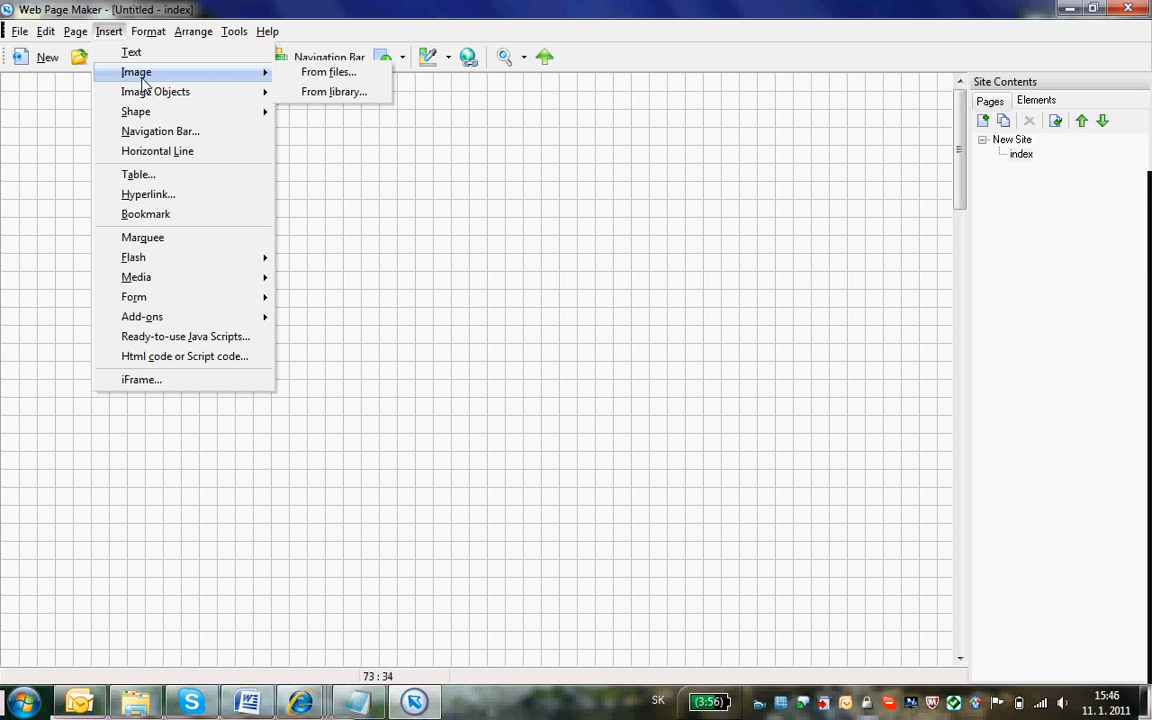 Web Page Maker - [Untitled - index]
File Edit Page Insert Format Arrange Tools Help
New Navigation Bar
Text
Image
Image Objects
Shape
Navigation Bar...
Horizontal Line
Table...
Hyperlink...
Bookmark
Marquee
Flash
Media
Form
Add-ons
Ready-to-use Java Scripts...
Html code or Script code...
iFrame...
From files...
From library...
Site Contents
Pages Elements
New Site
index
73 : 34
SK (3:56) 15:46
11. 1. 2011